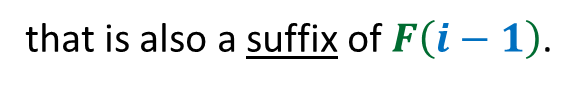 that is also a suffix of F(i − 1).